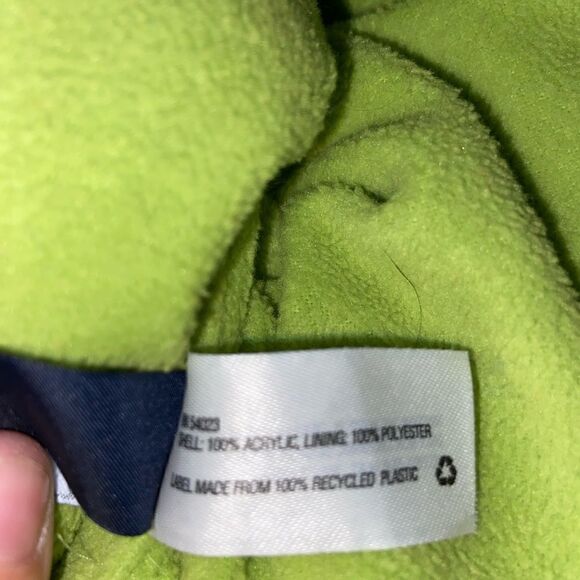 RN 54023
SHELL: 100% ACRYLIC, LINING: 100% POLYESTER
LABEL MADE FROM 100% RECYCLED PLASTIC